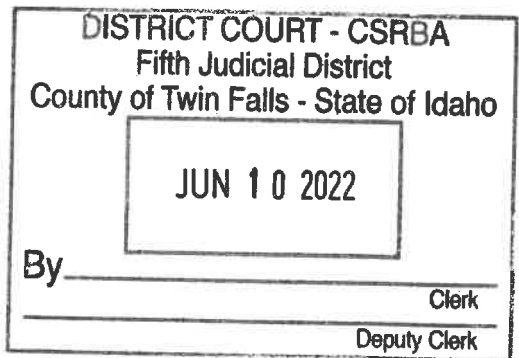 DISTRICT COURT - CSRBA
Fifth Judicial District
County of Twin Falls - State of Idaho
JUN 10 2022
By
Clerk
Deputy Clerk